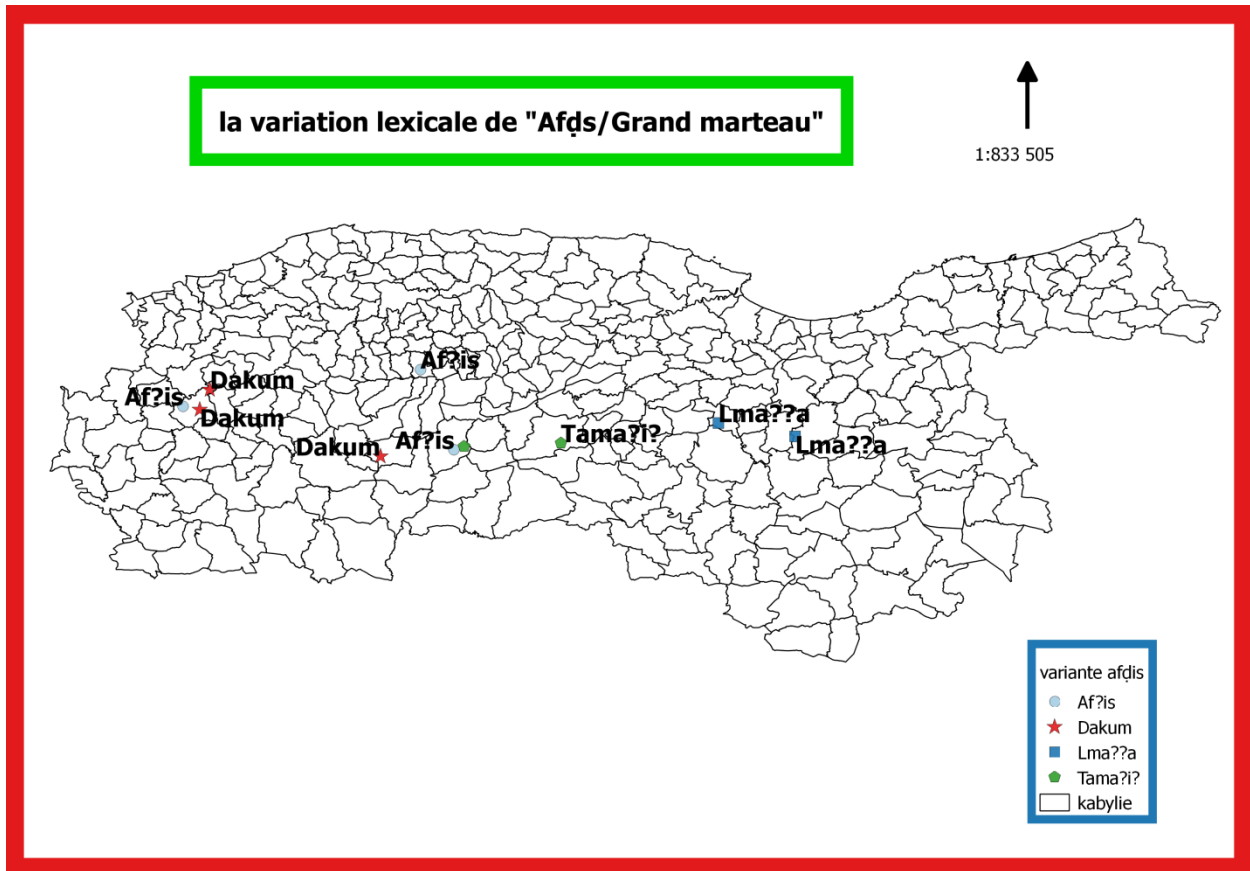 la variation lexicale de "Afḍs/Grand marteau"
1:833 505
Af?is
Dakum
Af?is
Dakum
Dakum
Af?is
Tama?i?
Lma??a
Lma??a
variante afḍis
Af?is
Dakum
Lma??a
Tama?i?
kabylie